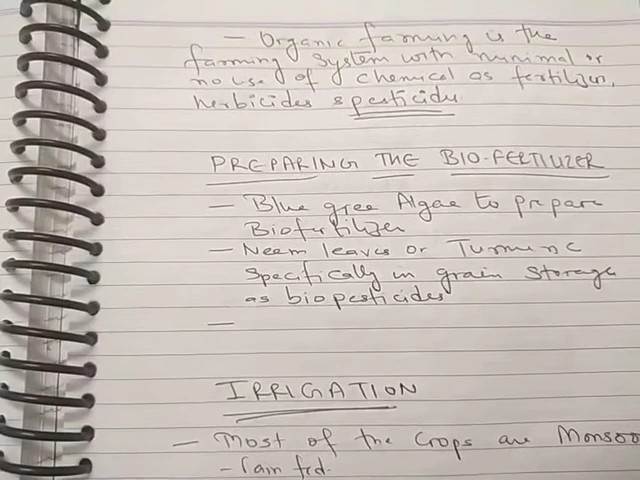 - Organic farming is the
farming system with minimal or
no use of chemical as fertilizer,
herbicides & pesticides
PREPARING THE BIO-FERTILIZER
- Blue gree Algae to prepare
Biofertilizer
- Neem leaves or Turmeric
specifically in grain storage
as biopesticides
-
IRRIGATION
- Most of the Crops are Monsoo
- rain fed.